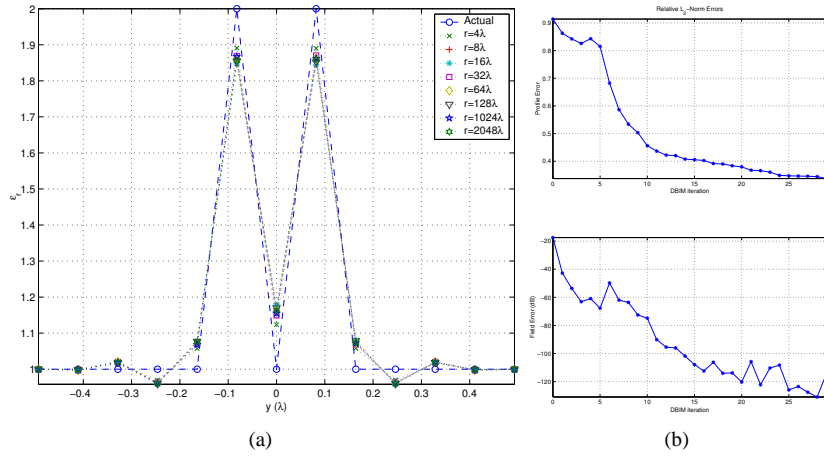 2
1.9
1.8
1.7
1.6
1.5
1.4
1.3
1.2
1.1
1
ε_r
−0.4 −0.3 −0.2 −0.1 0 0.1 0.2 0.3 0.4
y (λ)
Actual
r=4λ
r=8λ
r=16λ
r=32λ
r=64λ
r=128λ
r=1024λ
r=2048λ
(a)
Relative L_2−Norm Errors
0.9
0.8
0.7
0.6
0.5
0.4
Profile Error
0 5 10 15 20 25
DBIM iteration
−20
−40
−60
−80
−100
−120
Field Error (dB)
0 5 10 15 20 25
DBIM iteration
(b)